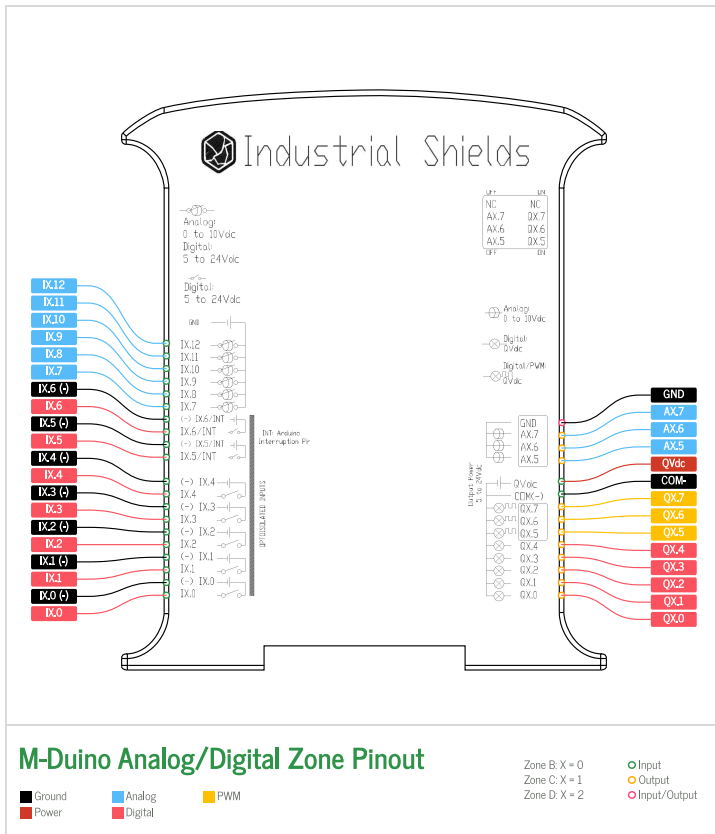 Industrial Shields
Analog:
0 to 10Vdc
Digital:
5 to 24Vdc
Digital:
5 to 24Vdc
OFF ON
NC NC
AX.7 QX.7
AX.6 QX.6
AX.5 QX.5
OFF ON
Analog:
0 to 10Vdc
Digital:
QVdc
Digital/PWM:
QVdc
IX.12
IX.11
IX.10
IX.9
IX.8
IX.7
IX.6 (-)
IX.6
IX.5 (-)
IX.5
IX.4 (-)
IX.4
IX.3 (-)
IX.3
IX.2 (-)
IX.2
IX.1 (-)
IX.1
IX.0 (-)
IX.0
GND
IX.12
IX.11
IX.10
IX.9
IX.8
IX.7
(-) IX.6/INT
IX.6/INT
(-) IX.5/INT
IX.5/INT
(-) IX.4
IX.4
(-) IX.3
IX.3
(-) IX.2
IX.2
(-) IX.1
IX.1
(-) IX.0
IX.0
INT: Arduino
Interruption Pin
OPTOISOLATED INPUTS
Output Power
5 to 24Vdc
GND
AX.7
AX.6
AX.5
QVdc
COM(-)
QX.7
QX.6
QX.5
QX.4
QX.3
QX.2
QX.1
QX.0
GND
AX.7
AX.6
AX.5
QVdc
COM-
QX.7
QX.6
QX.5
QX.4
QX.3
QX.2
QX.1
QX.0
M-Duino Analog/Digital Zone Pinout
Ground Analog PWM
Power Digital
Zone B: X = 0 Input
Zone C: X = 1 Output
Zone D: X = 2 Input/Output